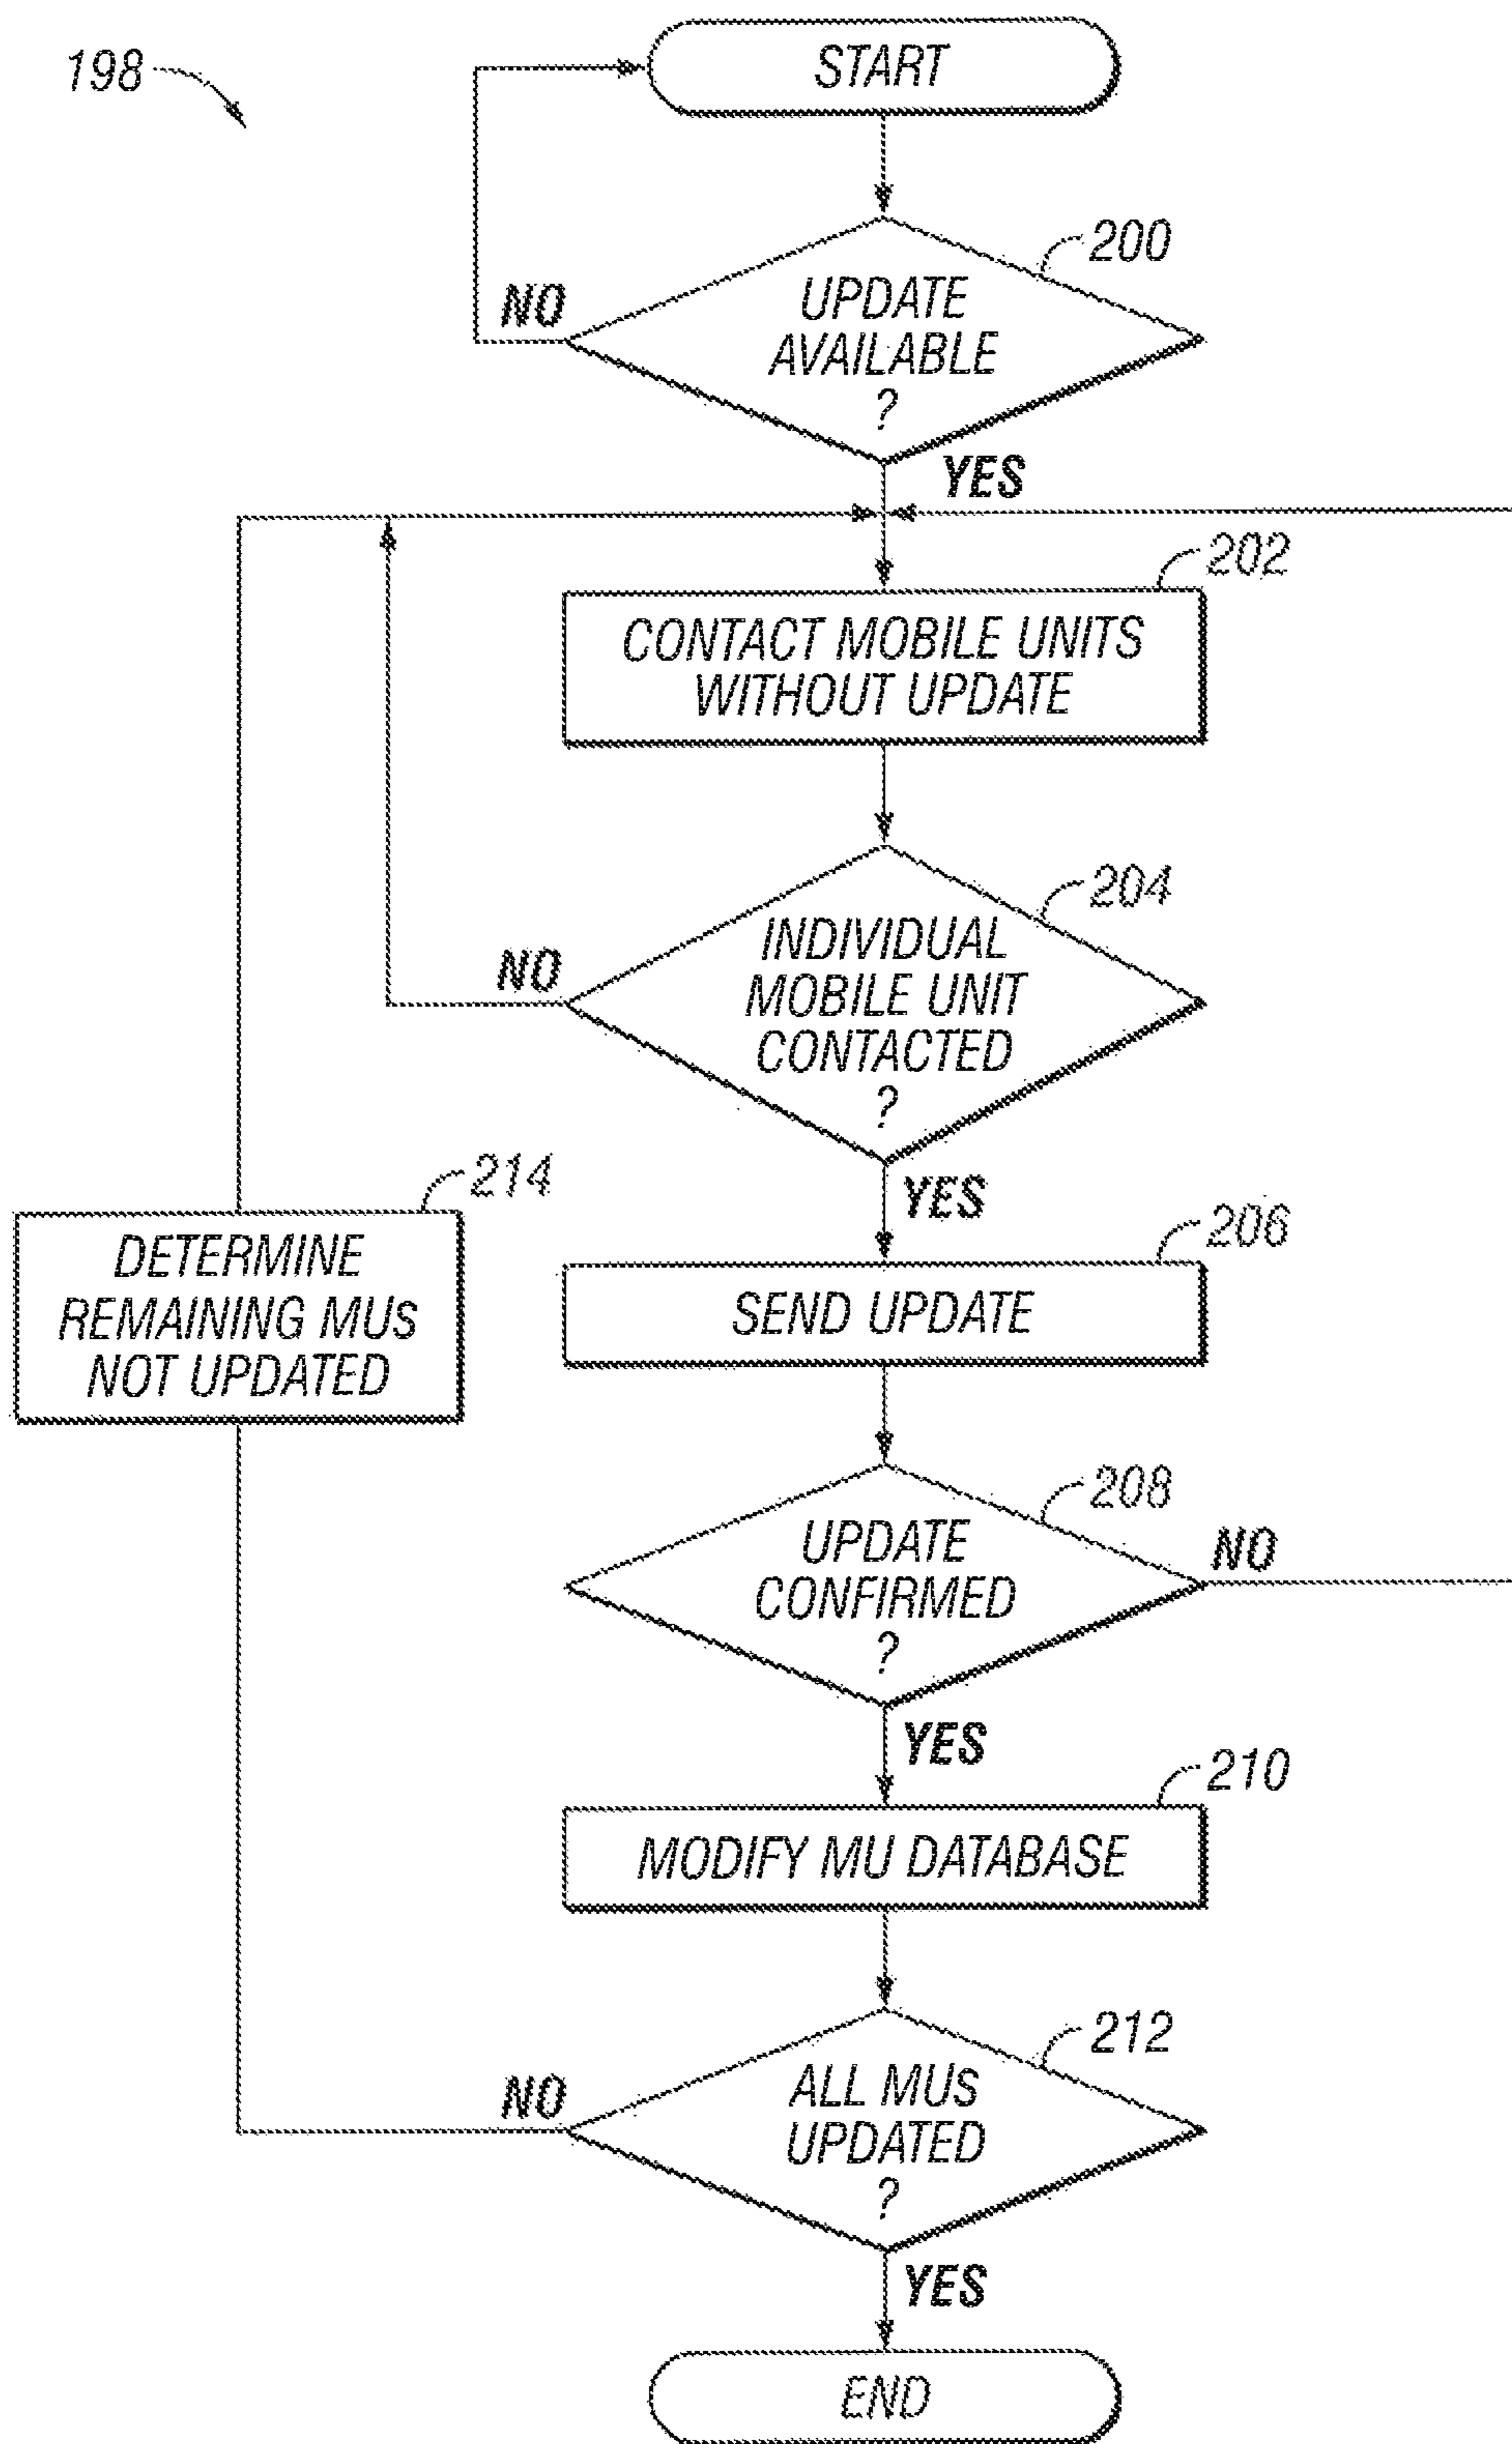 198
START
200
UPDATE
AVAILABLE
?
NO
YES
202
CONTACT MOBILE UNITS
WITHOUT UPDATE
204
INDIVIDUAL
MOBILE UNIT
CONTACTED
?
NO
YES
214
DETERMINE
REMAINING MUs
NOT UPDATED
206
SEND UPDATE
208
UPDATE
CONFIRMED
?
NO
YES
210
MODIFY MU DATABASE
212
ALL MUs
UPDATED
?
NO
YES
END